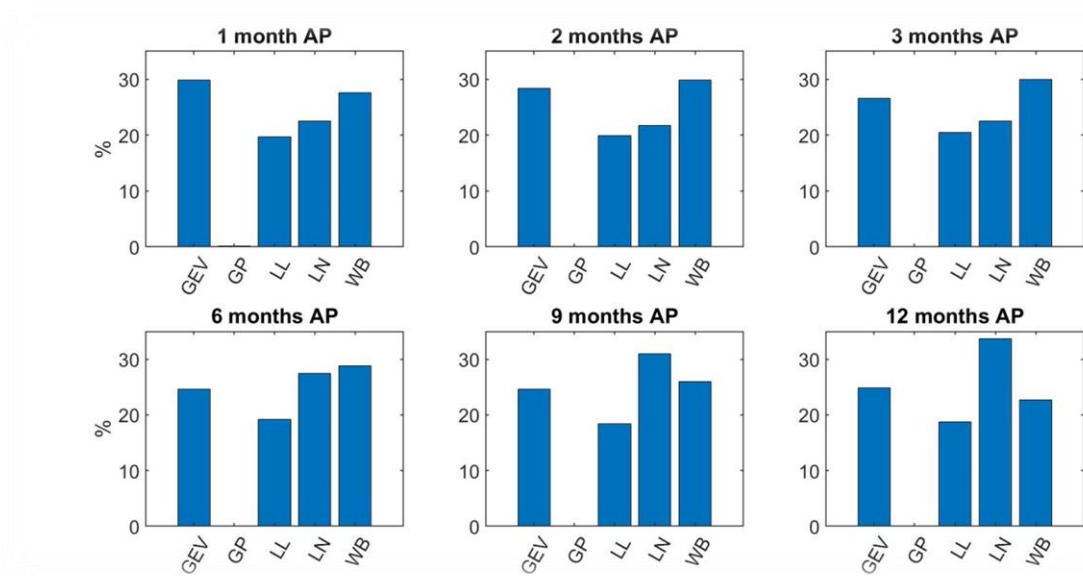 1 month AP
2 months AP
3 months AP
%
30
20
10
0
GEV
GP
LL
LN
WB
30
20
10
0
GEV
GP
LL
LN
WB
30
20
10
0
GEV
GP
LL
LN
WB
6 months AP
9 months AP
12 months AP
%
30
20
10
0
GEV
GP
LL
LN
WB
30
20
10
0
GEV
GP
LL
LN
WB
30
20
10
0
GEV
GP
LL
LN
WB